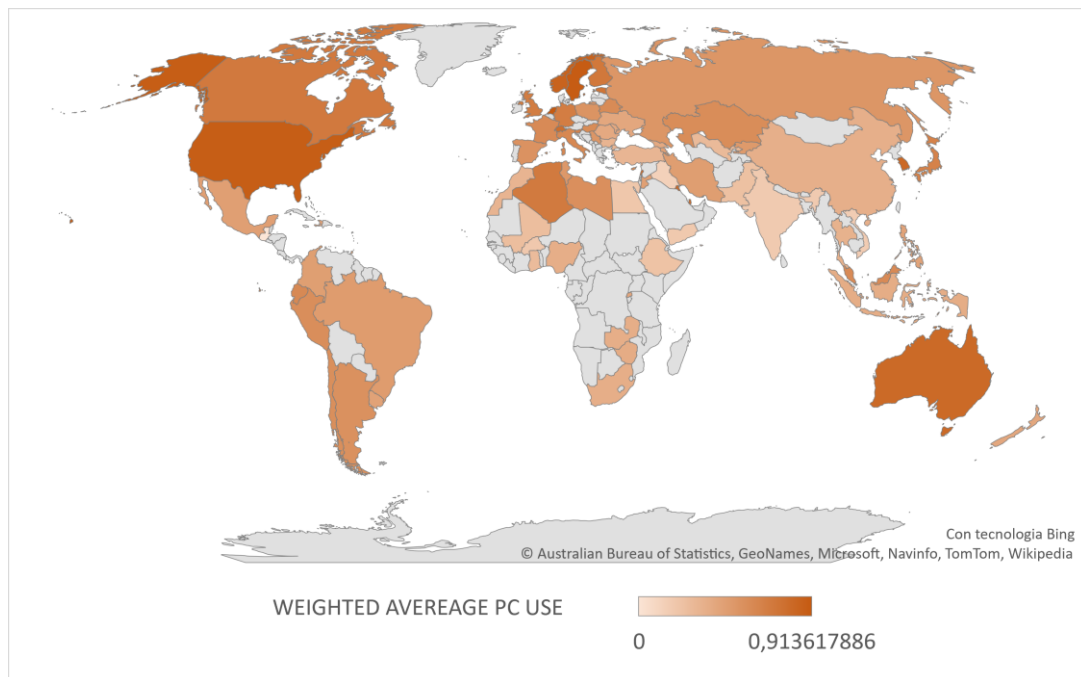 Con tecnologia Bing
© Australian Bureau of Statistics, GeoNames, Microsoft, Navinfo, TomTom, Wikipedia
WEIGHTED AVEREAGE PC USE
0 0,913617886